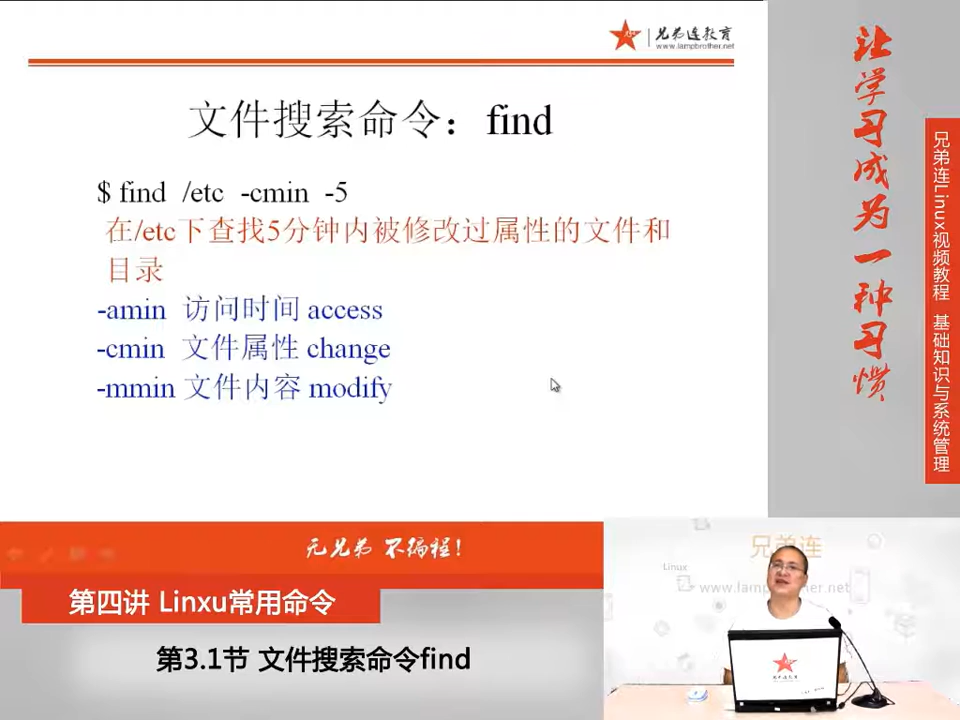 兄弟连教育
www.lampbrother.net
文件搜索命令：find
$ find /etc -cmin -5
在/etc下查找5分钟内被修改过属性的文件和
目录
-amin 访问时间 access
-cmin 文件属性 change
-mmin 文件内容 modify
让学习成为一种习惯
兄弟连Linux视频教程 基础知识与系统管理
无兄弟 不编程！
第四讲 Linxu常用命令
第3.1节 文件搜索命令find
兄弟连
Linux
www.lampbrother.net
兄弟连教育